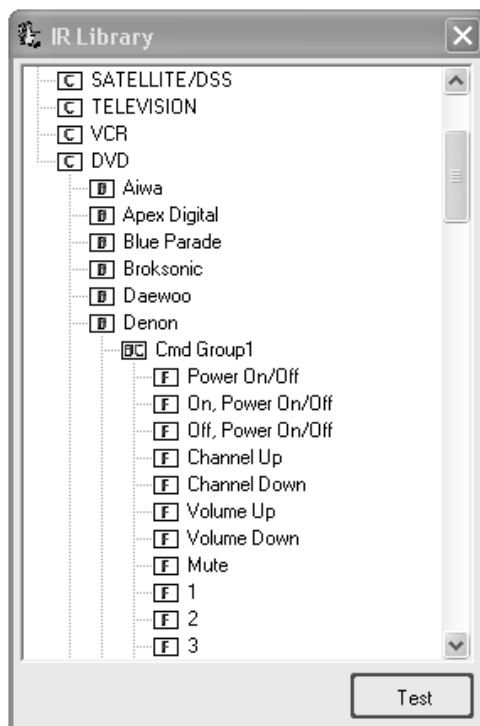 IR Library
C SATELLITE/DSS
C TELEVISION
C VCR
C DVD
B Aiwa
B Apex Digital
B Blue Parade
B Broksonic
B Daewoo
B Denon
BC Cmd Group1
F Power On/Off
F On, Power On/Off
F Off, Power On/Off
F Channel Up
F Channel Down
F Volume Up
F Volume Down
F Mute
F 1
F 2
F 3
Test